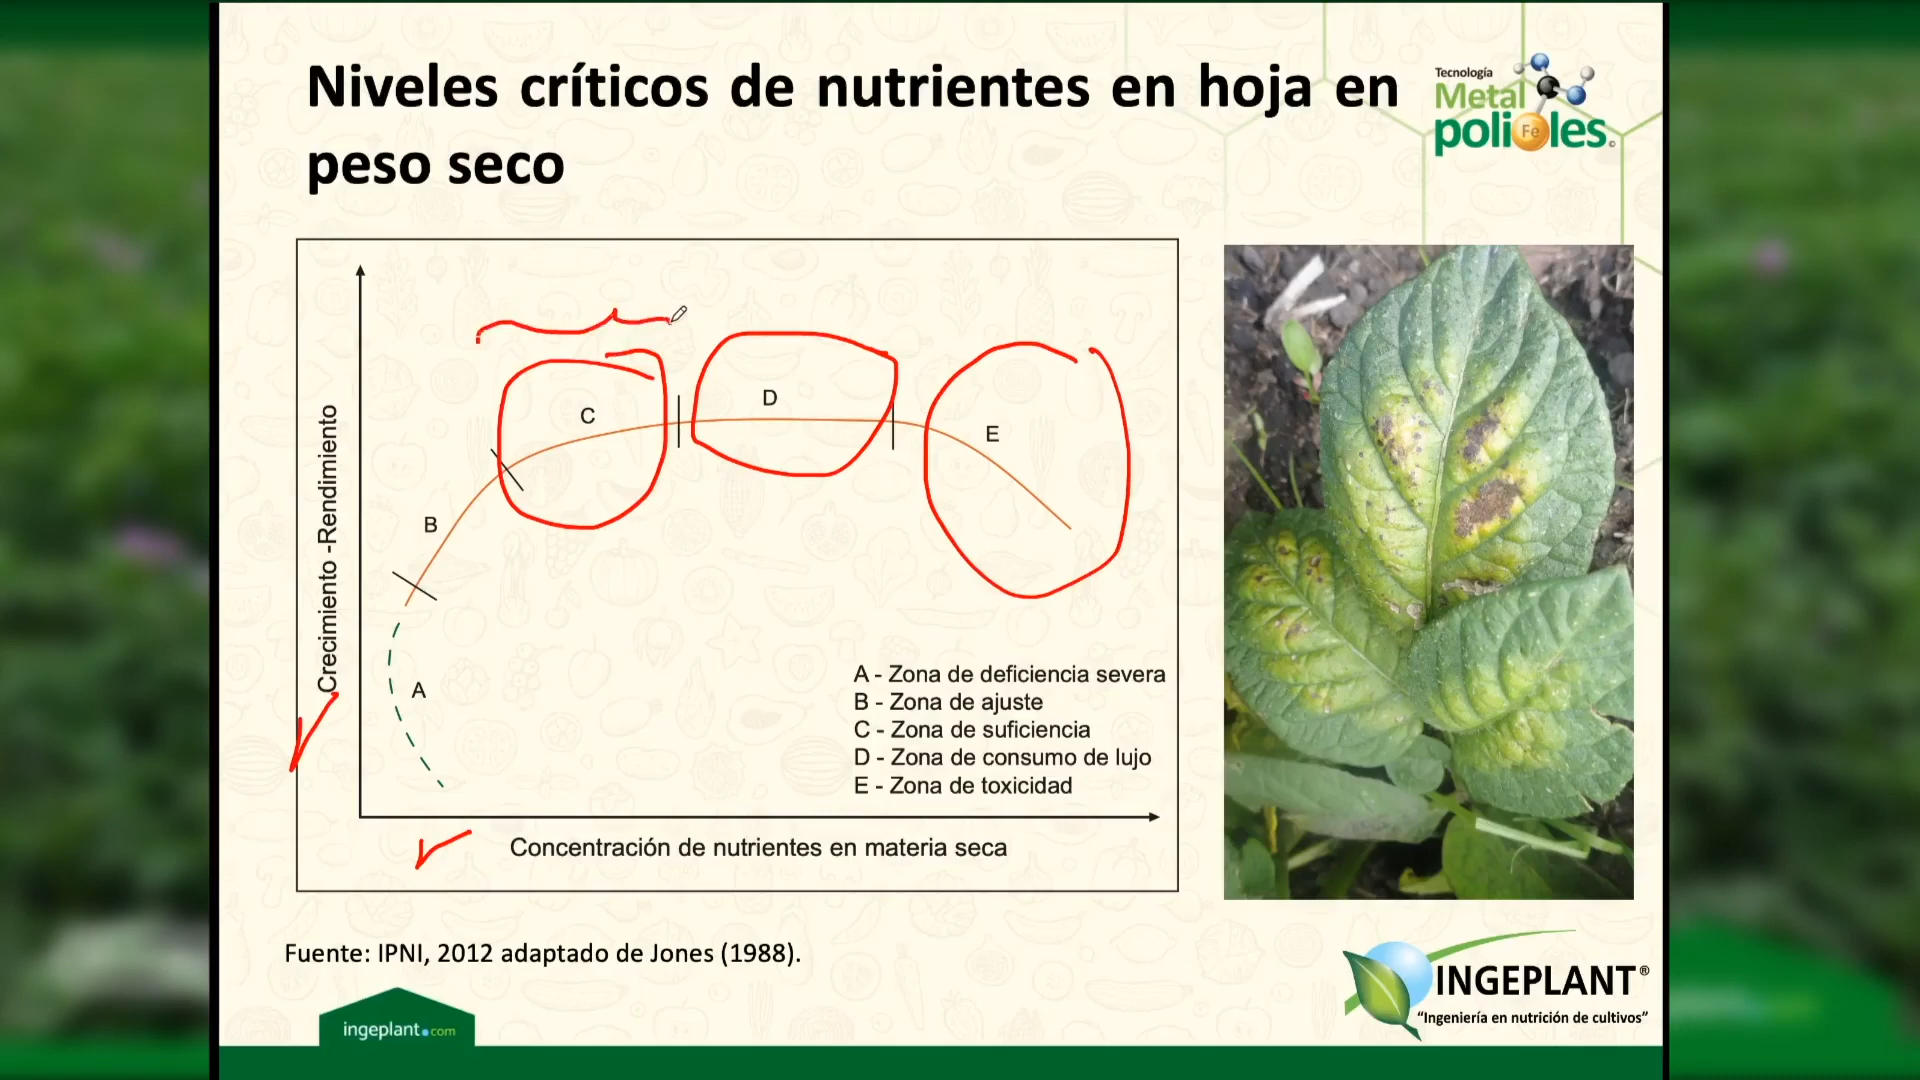 Niveles críticos de nutrientes en hoja en
peso seco
Tecnología
Metal
polioles
Fe
Crecimiento -Rendimiento
A
B
C
D
E
A - Zona de deficiencia severa
B - Zona de ajuste
C - Zona de suficiencia
D - Zona de consumo de lujo
E - Zona de toxicidad
Concentración de nutrientes en materia seca
Fuente: IPNI, 2012 adaptado de Jones (1988).
ingeplant.com
INGEPLANT®
“Ingeniería en nutrición de cultivos”